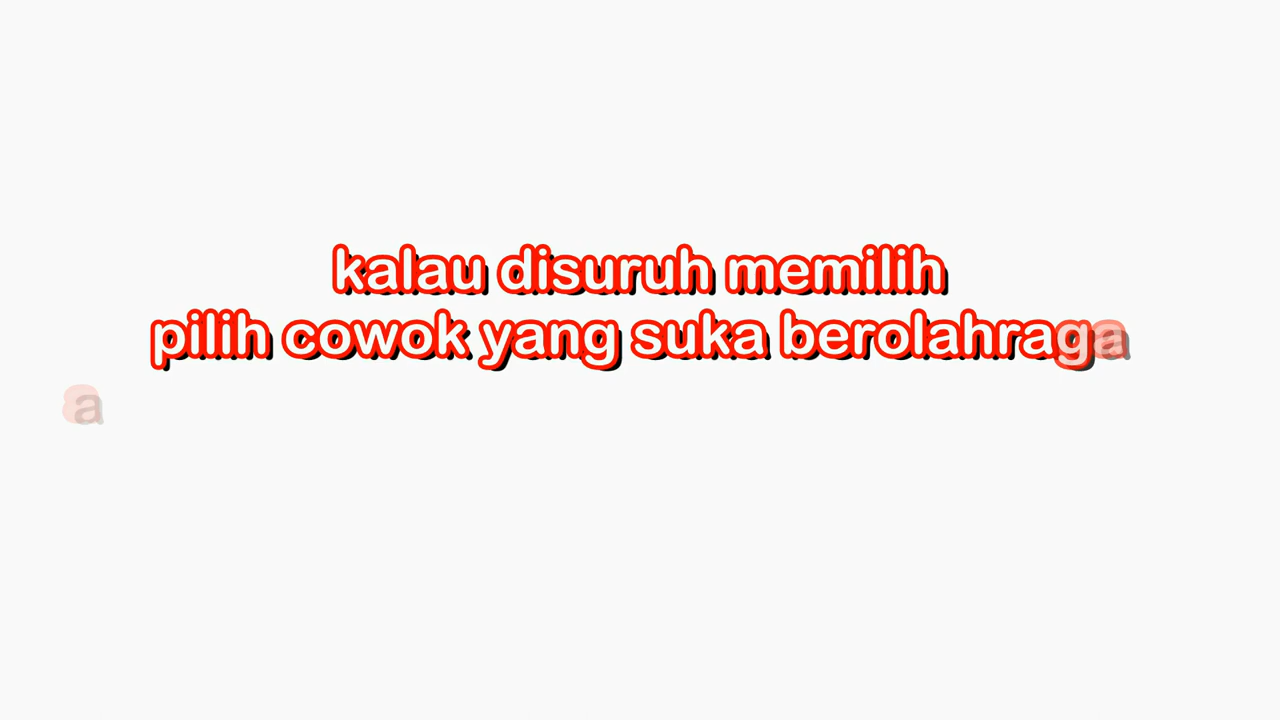 kalau disuruh memilih
pilih cowok yang suka berolahraga
a